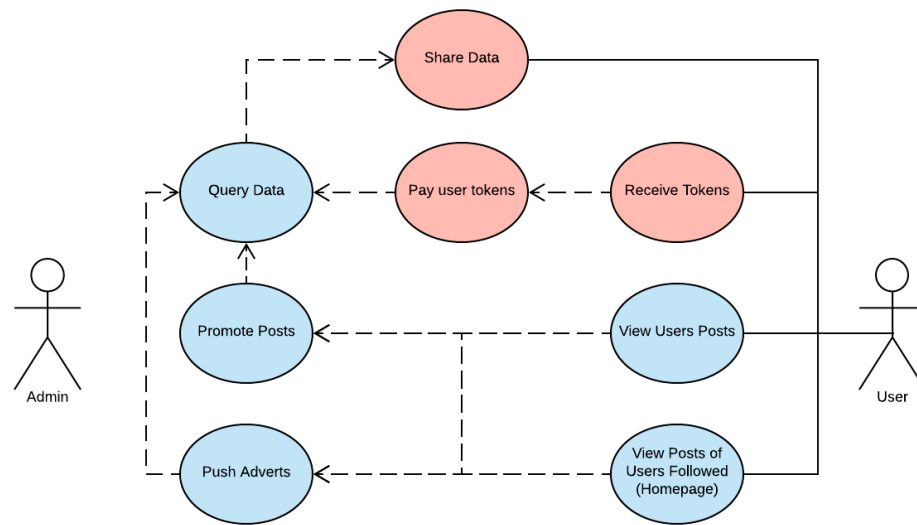 Share Data
Query Data
Pay user tokens
Receive Tokens
Promote Posts
View Users Posts
Admin
User
Push Adverts
View Posts of
Users Followed
(Homepage)